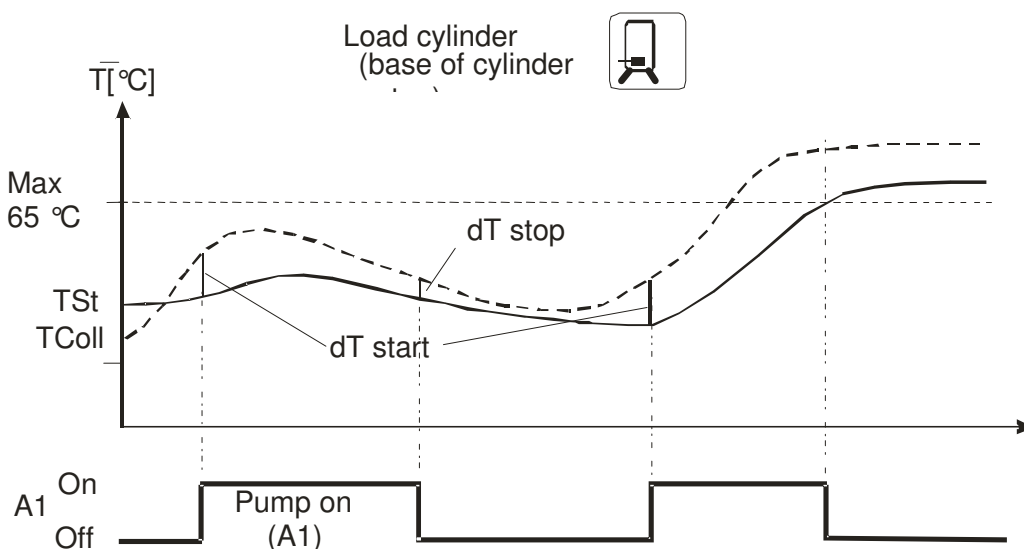 Load cylinder
(base of cylinder
T[°C]
Max
65 °C
dT stop
TSt
TColl
dT start
On
A1
Pump on
Off
(A1)